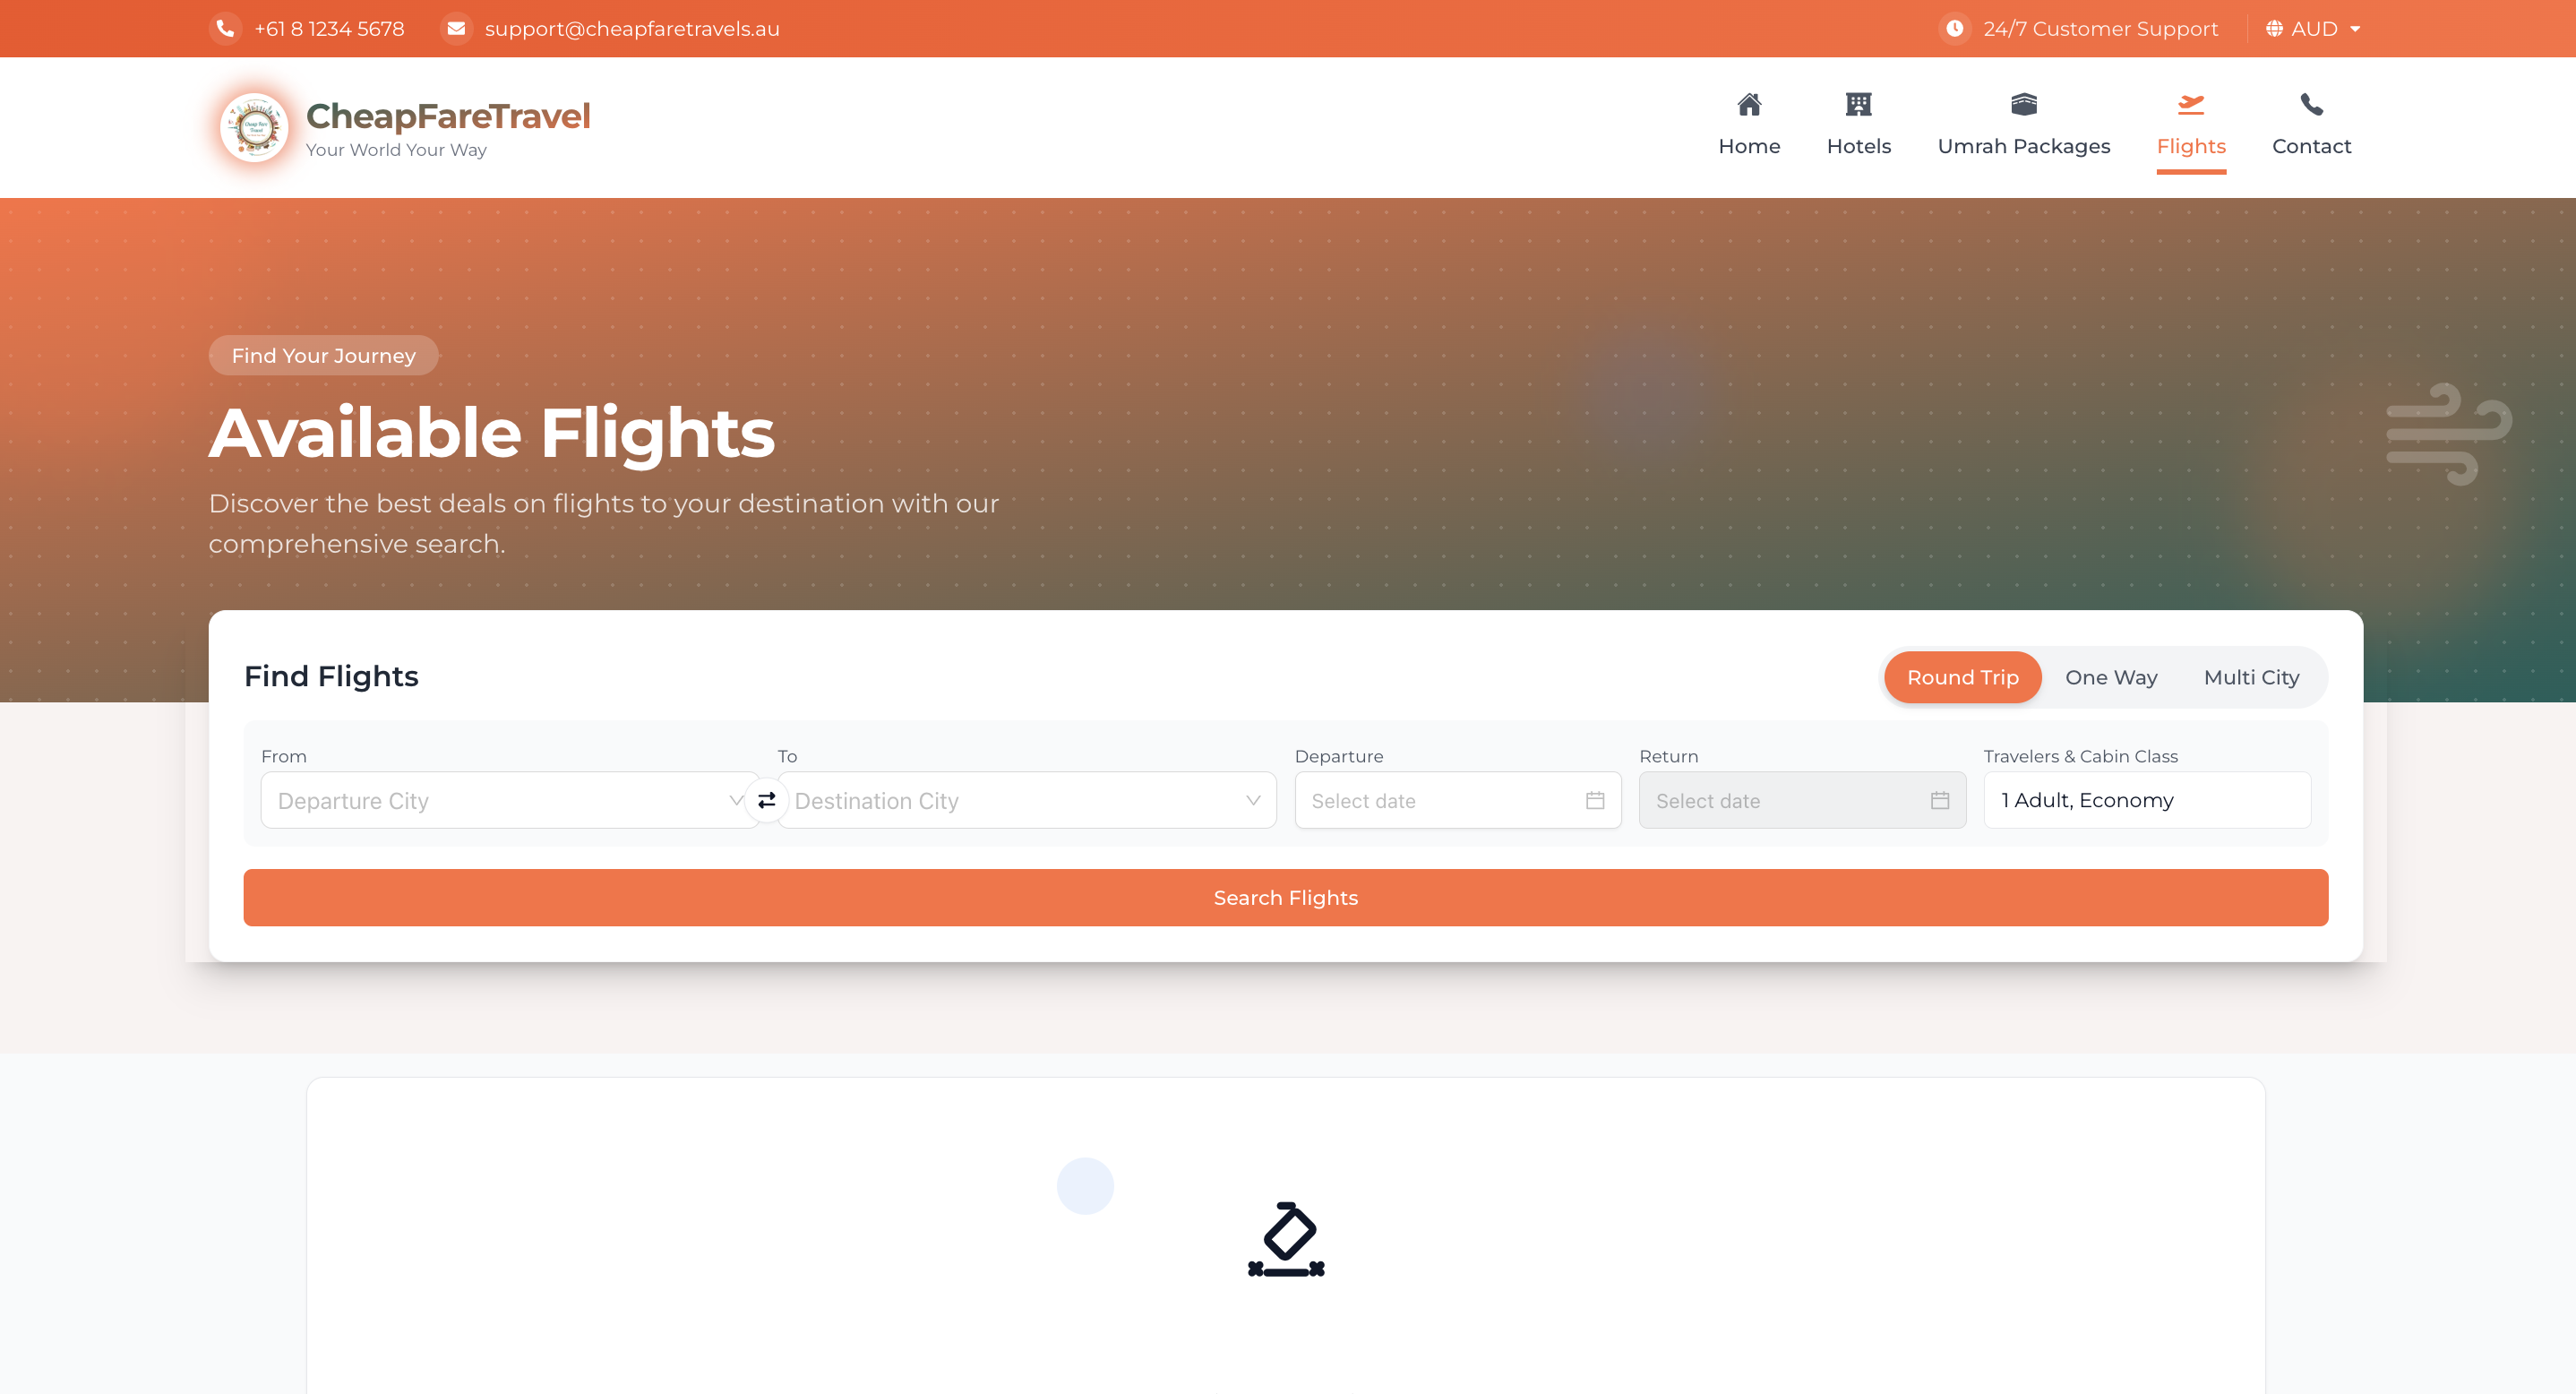 +61 8 1234 5678
support@cheapfaretravels.au
24/7 Customer Support
AUD
CheapFareTravel
Your World Your Way
Home
Hotels
Umrah Packages
Flights
Contact
Find Your Journey
Available Flights
Discover the best deals on flights to your destination with our
comprehensive search.
Find Flights
Round Trip
One Way
Multi City
From
To
Departure
Return
Travelers & Cabin Class
Departure City
Destination City
Select date
Select date
1 Adult, Economy
Search Flights